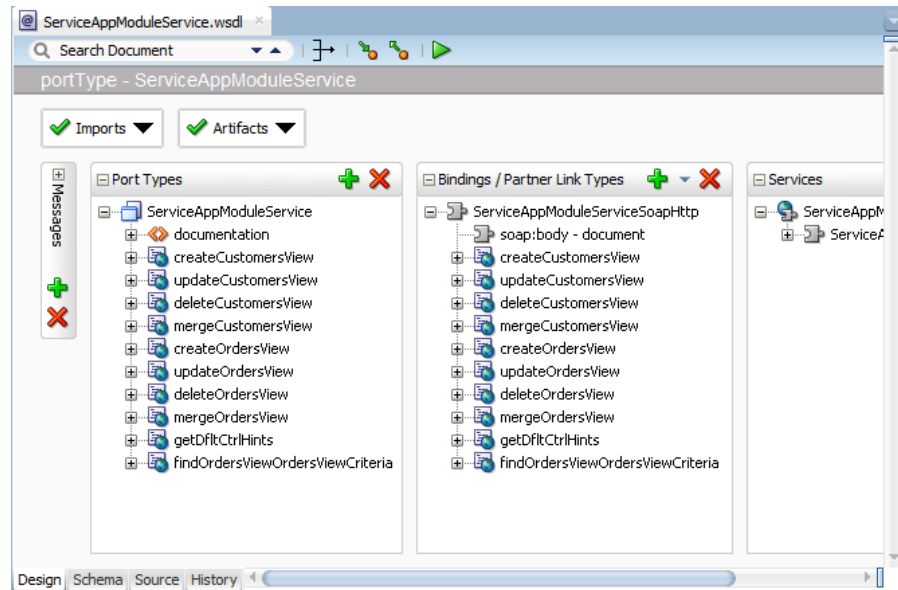 ServiceAppModuleService.wsdl
Search Document
portType - ServiceAppModuleService
Imports
Artifacts
Messages
Port Types
ServiceAppModuleService
documentation
createCustomersView
updateCustomersView
deleteCustomersView
mergeCustomersView
createOrdersView
updateOrdersView
deleteOrdersView
mergeOrdersView
getDfltCtrlHints
findOrdersViewOrdersViewCriteria
Bindings / Partner Link Types
ServiceAppModuleServiceSoapHttp
soap:body - document
createCustomersView
updateCustomersView
deleteCustomersView
mergeCustomersView
createOrdersView
updateOrdersView
deleteOrdersView
mergeOrdersView
getDfltCtrlHints
findOrdersViewOrdersViewCriteria
Services
ServiceAppM
ServiceA
Design Schema Source History